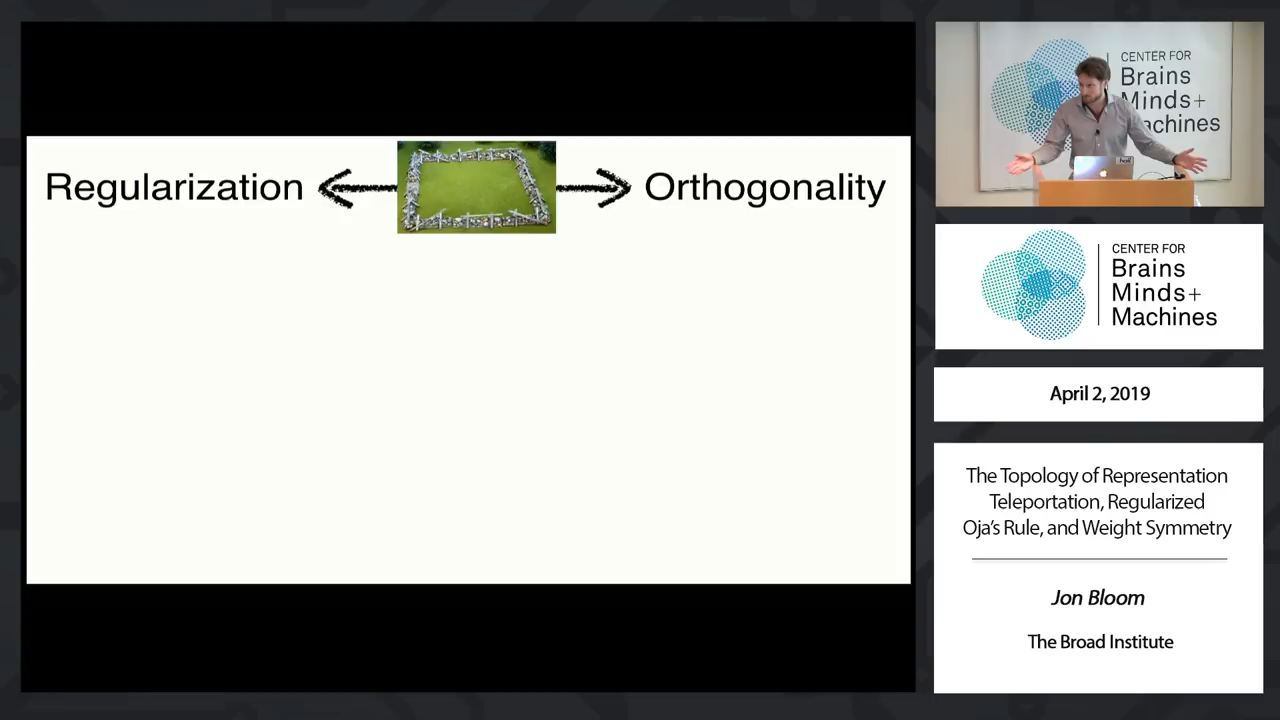 Regularization
Orthogonality
CENTER FOR
Brains
Minds+
Machines
CENTER FOR
Brains
Minds+
Machines
April 2, 2019
The Topology of Representation
Teleportation, Regularized
Oja's Rule, and Weight Symmetry
Jon Bloom
The Broad Institute